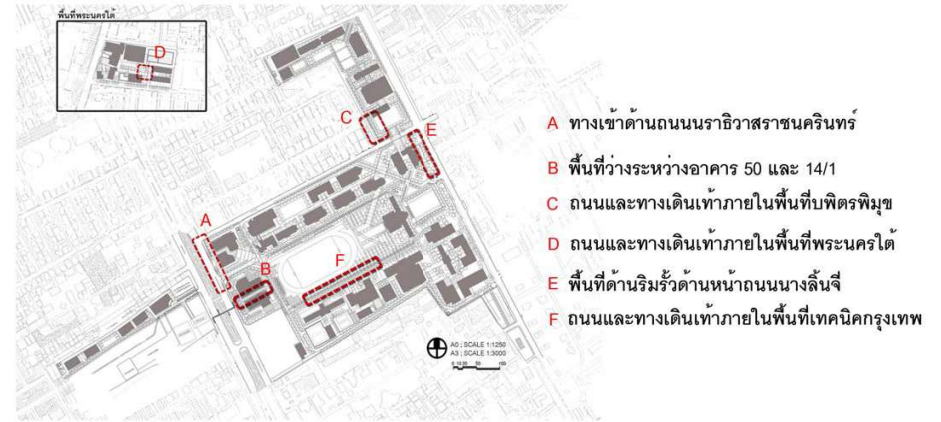 พื้นที่พระนครใต้
D
C
E
A
B
F
A0 ; SCALE 1:1250
A3 ; SCALE 1:3000
A ทางเข้าด้านถนนนราธิวาสราชนครินทร์
B พื้นที่ว่างระหว่างอาคาร 50 และ 14/1
C ถนนและทางเดินเท้าภายในพื้นที่บพิตรพิมุข
D ถนนและทางเดินเท้าภายในพื้นที่พระนครใต้
E พื้นที่ด้านริมรั้วด้านหน้าถนนนางลิ้นจี่
F ถนนและทางเดินเท้าภายในพื้นที่เทคนิคกรุงเทพ